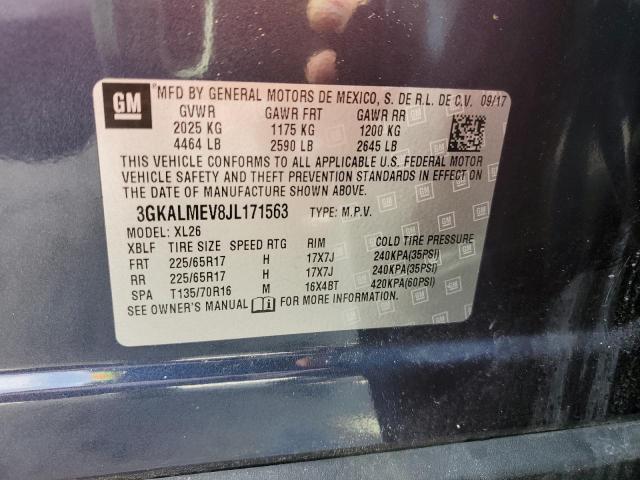 GM
MFD BY GENERAL MOTORS DE MEXICO, S. DE R.L. DE C.V. 09/17
GVWR GAWR FRT GAWR RR
2025 KG 1175 KG 1200 KG
4464 LB 2590 LB 2645 LB
THIS VEHICLE CONFORMS TO ALL APPLICABLE U.S. FEDERAL MOTOR
VEHICLE SAFETY AND THEFT PREVENTION STANDARDS IN EFFECT ON
THE DATE OF MANUFACTURE SHOWN ABOVE.
3GKALMEV8JL171563 TYPE: M.P.V.
MODEL: XL26
XBLF TIRE SIZE SPEED RTG RIM COLD TIRE PRESSURE
FRT 225/65R17 H 17X7J 240KPA(35PSI)
RR 225/65R17 H 17X7J 240KPA(35PSI)
SPA T135/70R16 M 16X4BT 420KPA(60PSI)
SEE OWNER'S MANUAL FOR MORE INFORMATION.